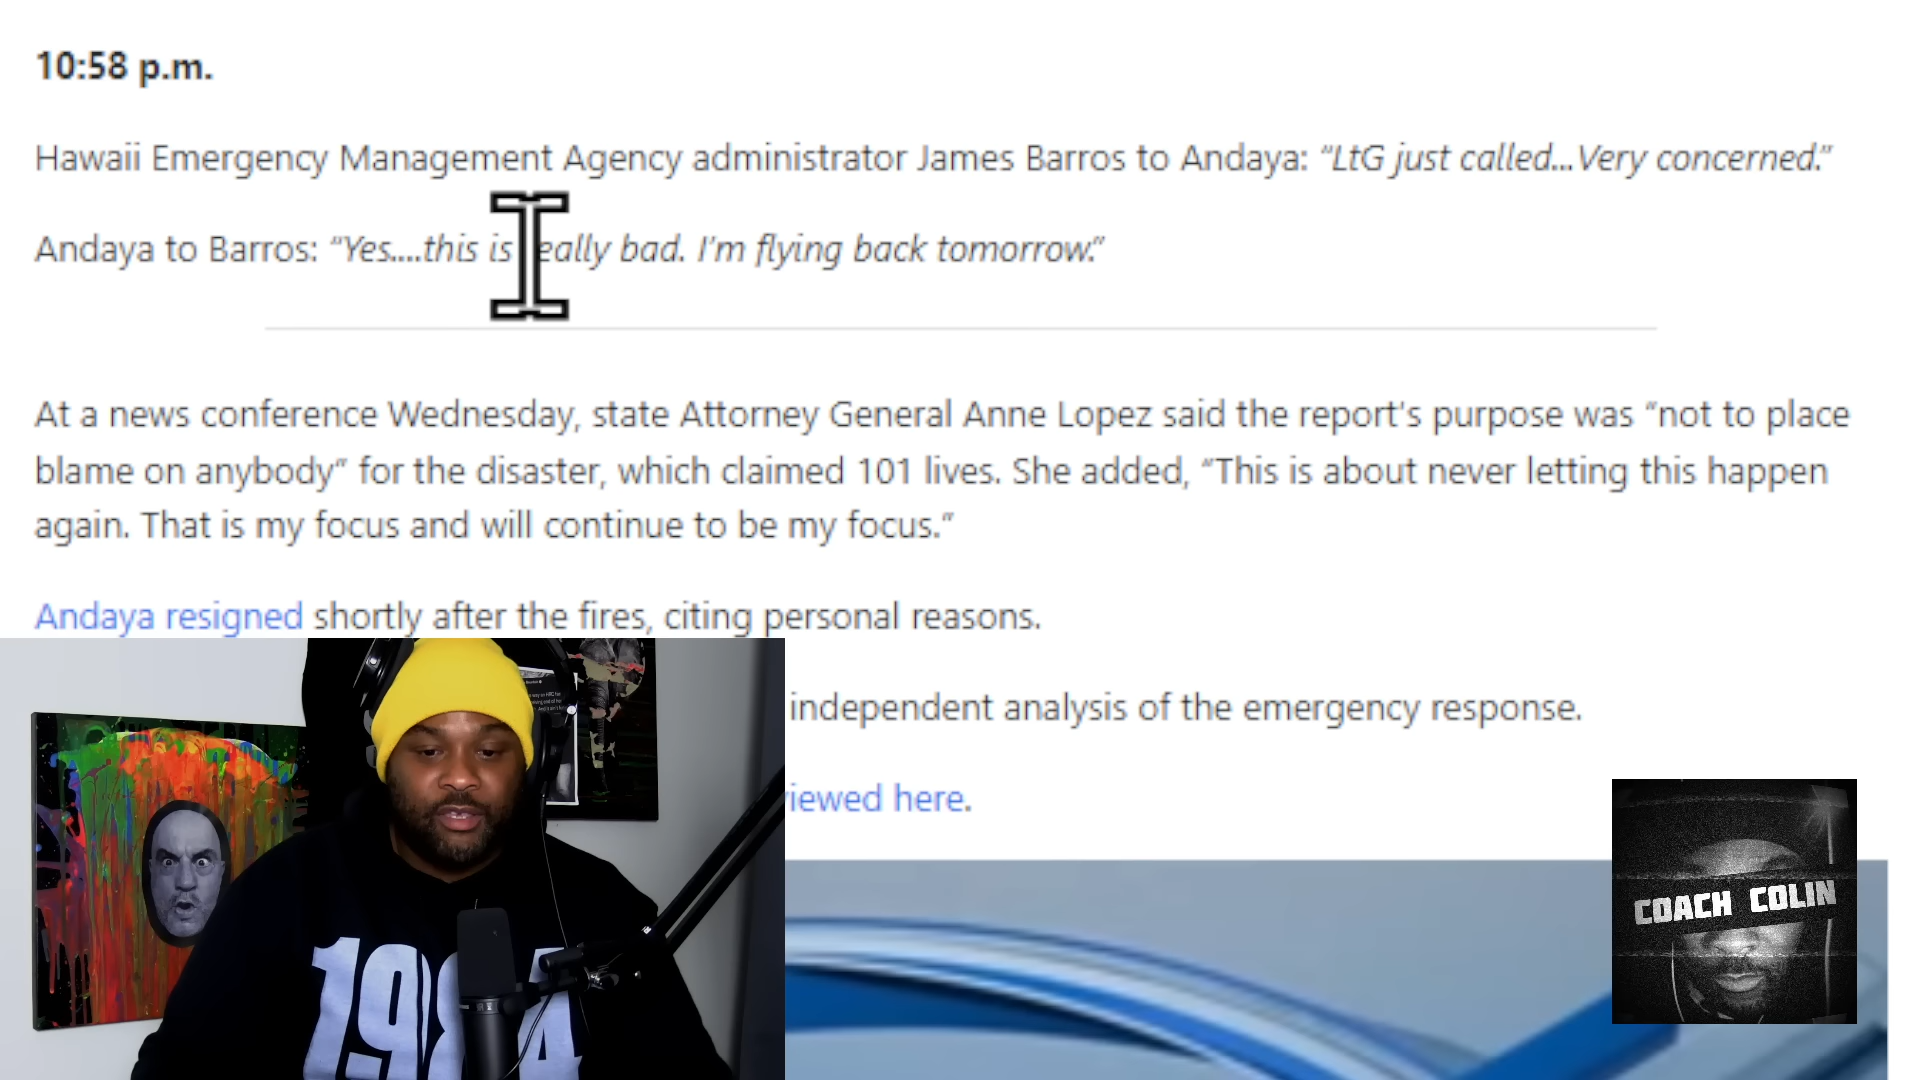 10:58 p.m.
Hawaii Emergency Management Agency administrator James Barros to Andaya: “LtG just called...Very concerned.”
Andaya to Barros: “Yes....this is really bad. I’m flying back tomorrow.”
At a news conference Wednesday, state Attorney General Anne Lopez said the report's purpose was “not to place
blame on anybody” for the disaster, which claimed 101 lives. She added, “This is about never letting this happen
again. That is my focus and will continue to be my focus.”
Andaya resigned shortly after the fires, citing personal reasons.
independent analysis of the emergency response.
viewed here.
COACH COLIN
1984